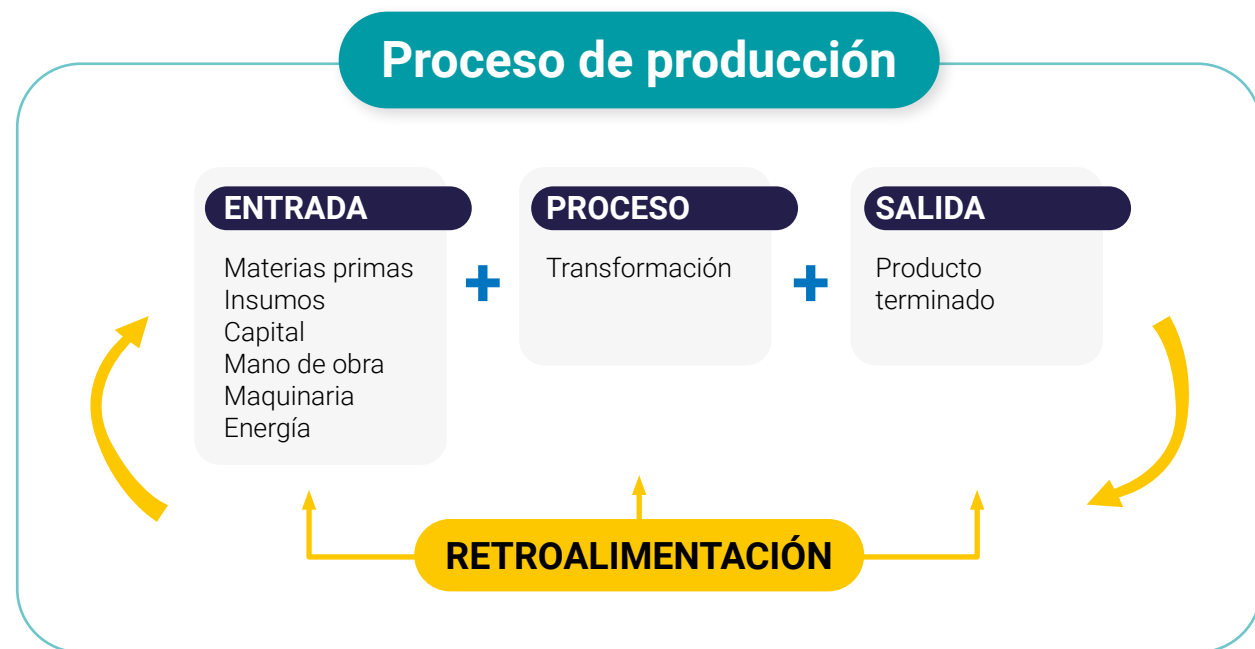 Proceso de producción
ENTRADA
Materias primas
Insumos
Capital
Mano de obra
Maquinaria
Energía
+
PROCESO
Transformación
+
SALIDA
Producto
terminado
RETROALIMENTACIÓN